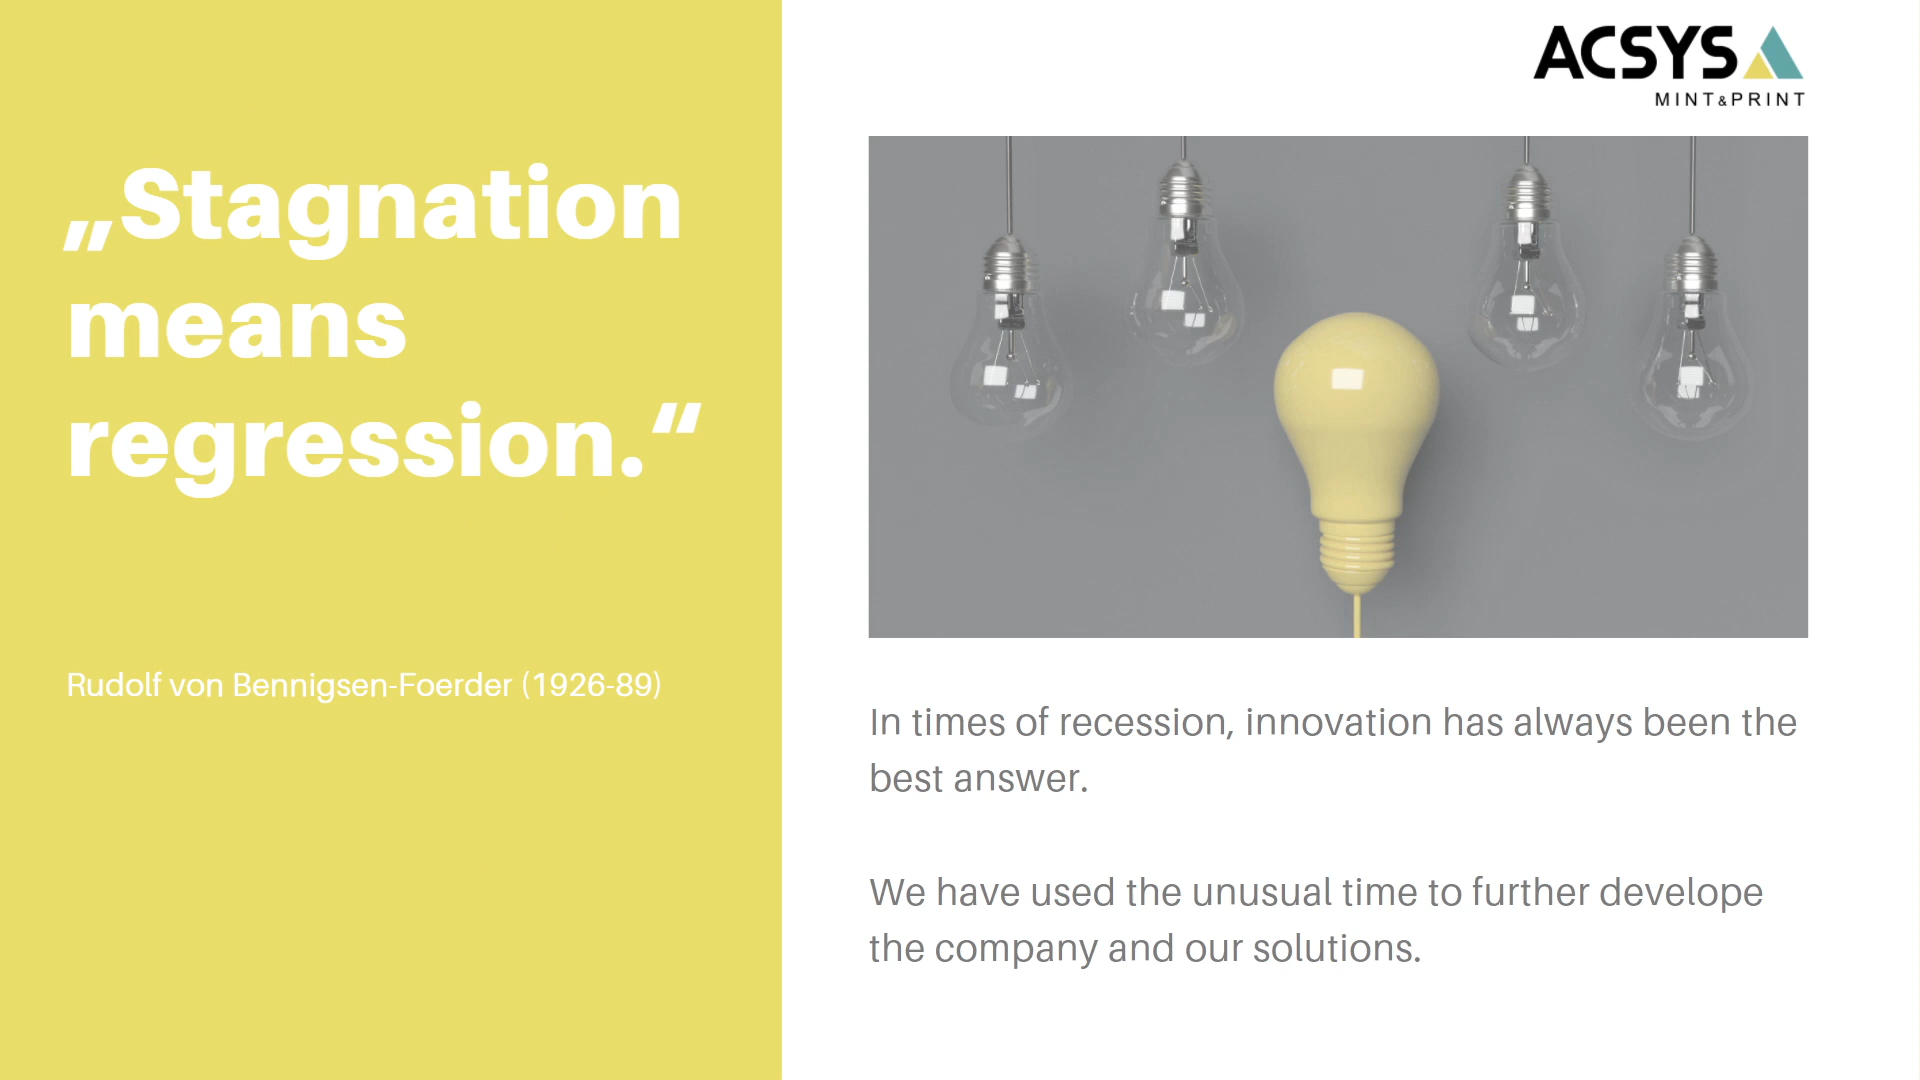 ACSYS
MINT&PRINT
„Stagnation
means
regression.“
Rudolf von Bennigsen-Foerder (1926-89)
In times of recession, innovation has always been the
best answer.
We have used the unusual time to further develope
the company and our solutions.